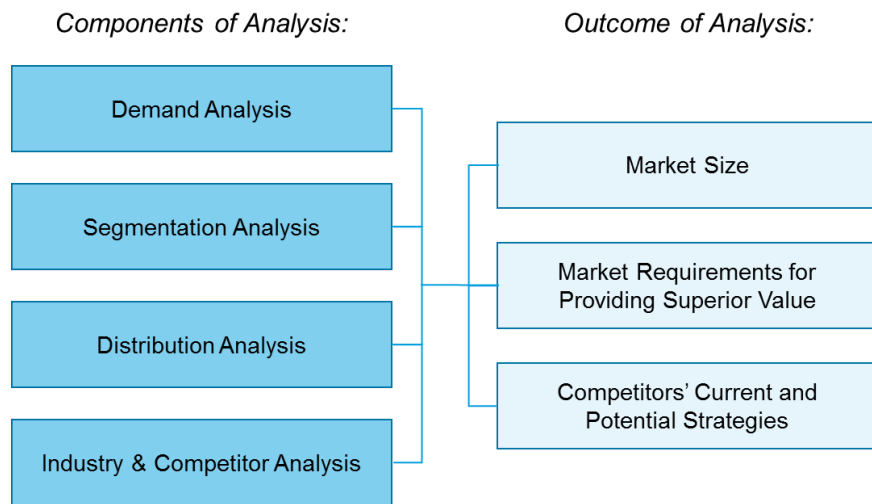 Components of Analysis:
Demand Analysis
Segmentation Analysis
Distribution Analysis
Industry & Competitor Analysis
Outcome of Analysis:
Market Size
Market Requirements for
Providing Superior Value
Competitors’ Current and
Potential Strategies